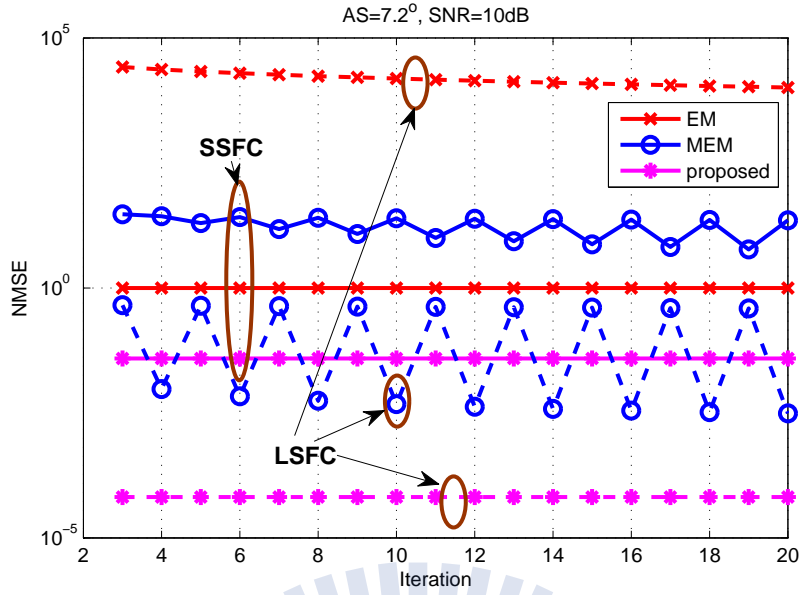 AS=7.2°, SNR=10dB
10^5
10^0
10^-5
NMSE
SSFC
LSFC
EM
MEM
proposed
2 4 6 8 10 12 14 16 18 20
Iteration